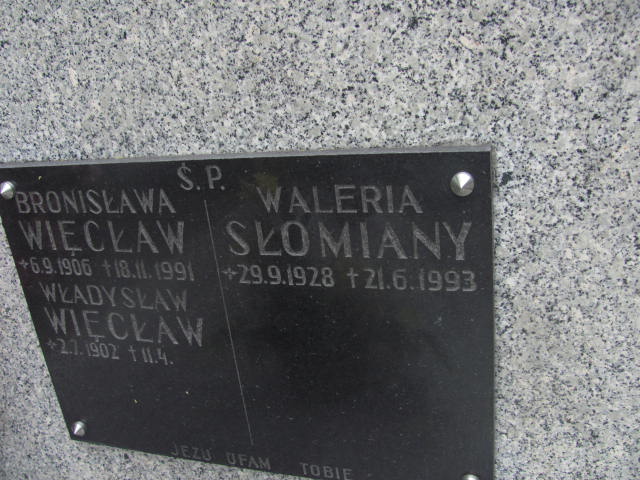 Ś.P.
BRONISŁAWA
WIĘCŁAW
*6.9.1906 †18.11.1991
WŁADYSŁAW
WIĘCŁAW
*2.7.1902 †11.4.
WALERIA
SŁOMIANY
*29.9.1928 †21.6.1993
JEZU UFAM TOBIE